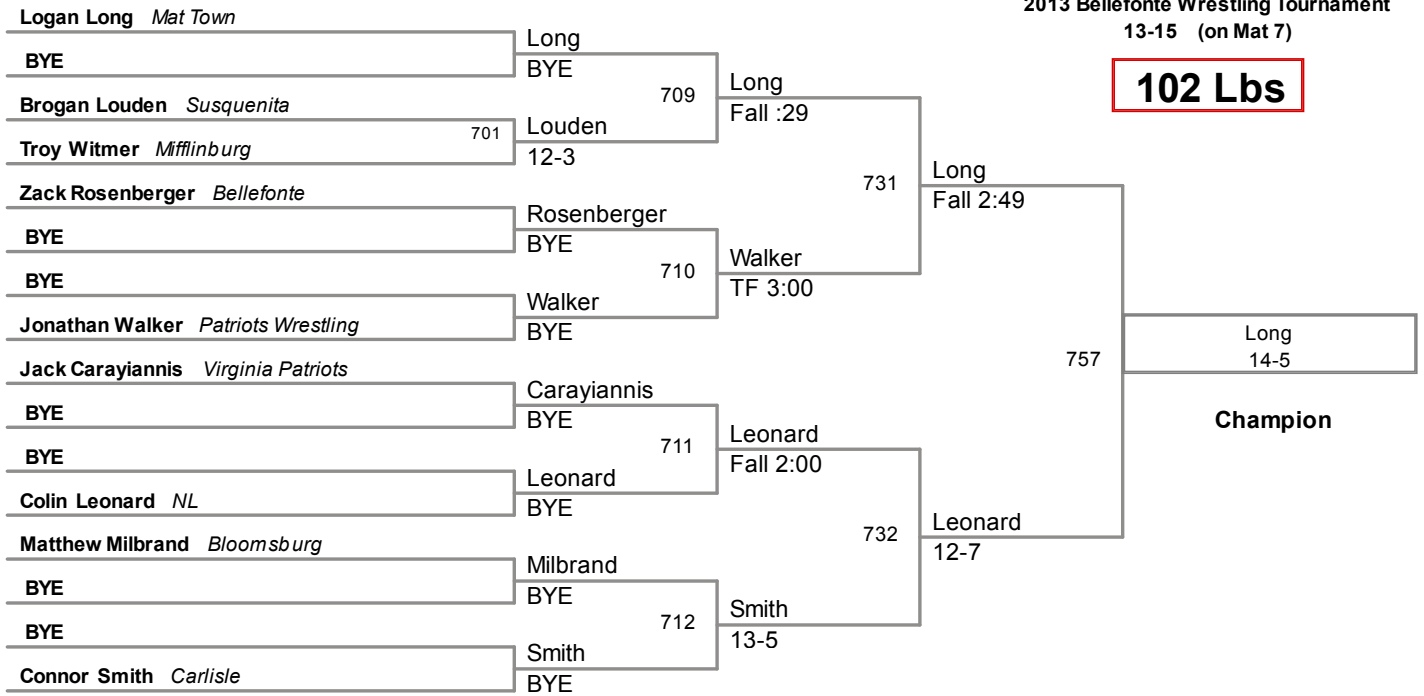 2013 Bellefonte Wrestling Tournament
13-15 (on Mat 7)
102 Lbs
Logan Long Mat Town
BYE
Brogan Louden Susquenita
Troy Witmer Mifflinburg
Zack Rosenberger Bellefonte
BYE
BYE
Jonathan Walker Patriots Wrestling
Jack Carayiannis Virginia Patriots
BYE
BYE
Colin Leonard NL
Matthew Milbrand Bloomsburg
BYE
BYE
Connor Smith Carlisle
701
Long
BYE
Louden
12-3
Rosenberger
BYE
Walker
BYE
Carayiannis
BYE
Leonard
BYE
Milbrand
BYE
Smith
BYE
709
710
711
712
Long
Fall :29
Walker
TF 3:00
Leonard
Fall 2:00
Smith
13-5
731
732
Long
Fall 2:49
Leonard
12-7
757
Long
14-5
Champion